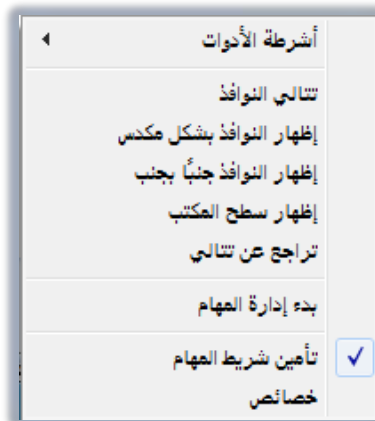 أشرطة الأدوات
تتالي النوافذ
إظهار النوافذ بشكل مكدس
إظهار النوافذ جنبًا بجنب
إظهار سطح المكتب
تراجع عن تتالي
بدء إدارة المهام
تأمين شريط المهام
خصائص